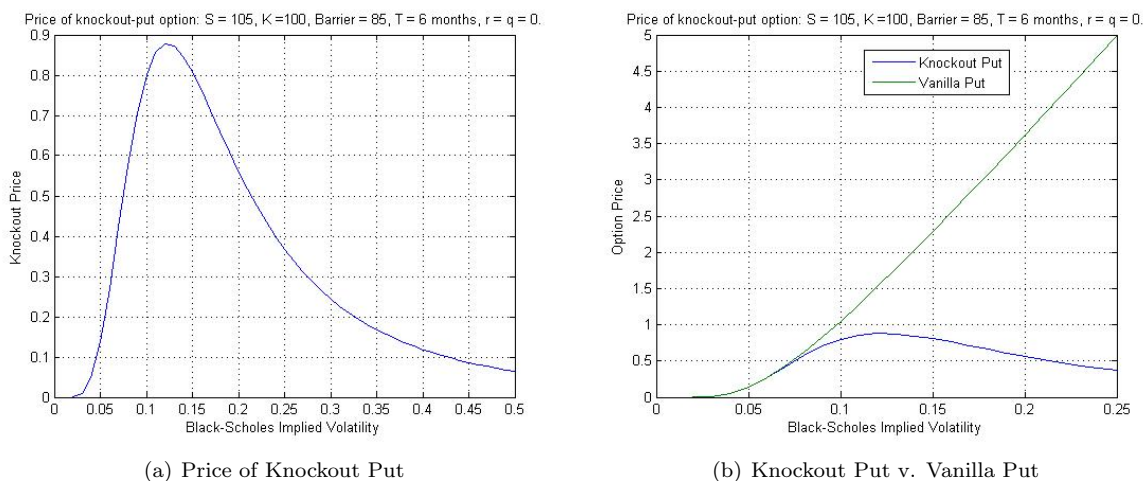 Price of knockout-put option: S = 105, K =100, Barrier = 85, T = 6 months, r = q = 0.
0.9
0.8
0.7
0.6
0.5
0.4
0.3
0.2
0.1
0
Knockout Price
0 0.05 0.1 0.15 0.2 0.25 0.3 0.35 0.4 0.45 0.5
Black-Scholes Implied Volatility
(a) Price of Knockout Put
Price of knockout-put option: S = 105, K =100, Barrier = 85, T = 6 months, r = q = 0.
5
4.5
4
3.5
3
2.5
2
1.5
1
0.5
0
Option Price
Knockout Put
Vanilla Put
0 0.05 0.1 0.15 0.2 0.25
Black-Scholes Implied Volatility
(b) Knockout Put v. Vanilla Put